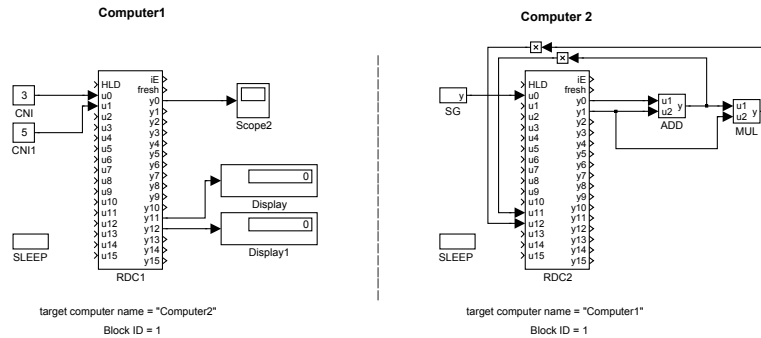 Computer1
3
CNI
5
CNI1
SLEEP
HLD
u0
u1
u2
u3
u4
u5
u6
u7
u8
u9
u10
u11
u12
u13
u14
u15
iE
fresh
y0
y1
y2
y3
y4
y5
y6
y7
y8
y9
y10
y11
y12
y13
y14
y15
RDC1
Scope2
0
Display
0
Display1
target computer name = "Computer2"
Block ID = 1
Computer 2
×
×
y
SG
SLEEP
HLD
u0
u1
u2
u3
u4
u5
u6
u7
u8
u9
u10
u11
u12
u13
u14
u15
iE
fresh
y0
y1
y2
y3
y4
y5
y6
y7
y8
y9
y10
y11
y12
y13
y14
y15
RDC2
u1
u2
y
ADD
u1
u2
y
MUL
target computer name = "Computer1"
Block ID = 1